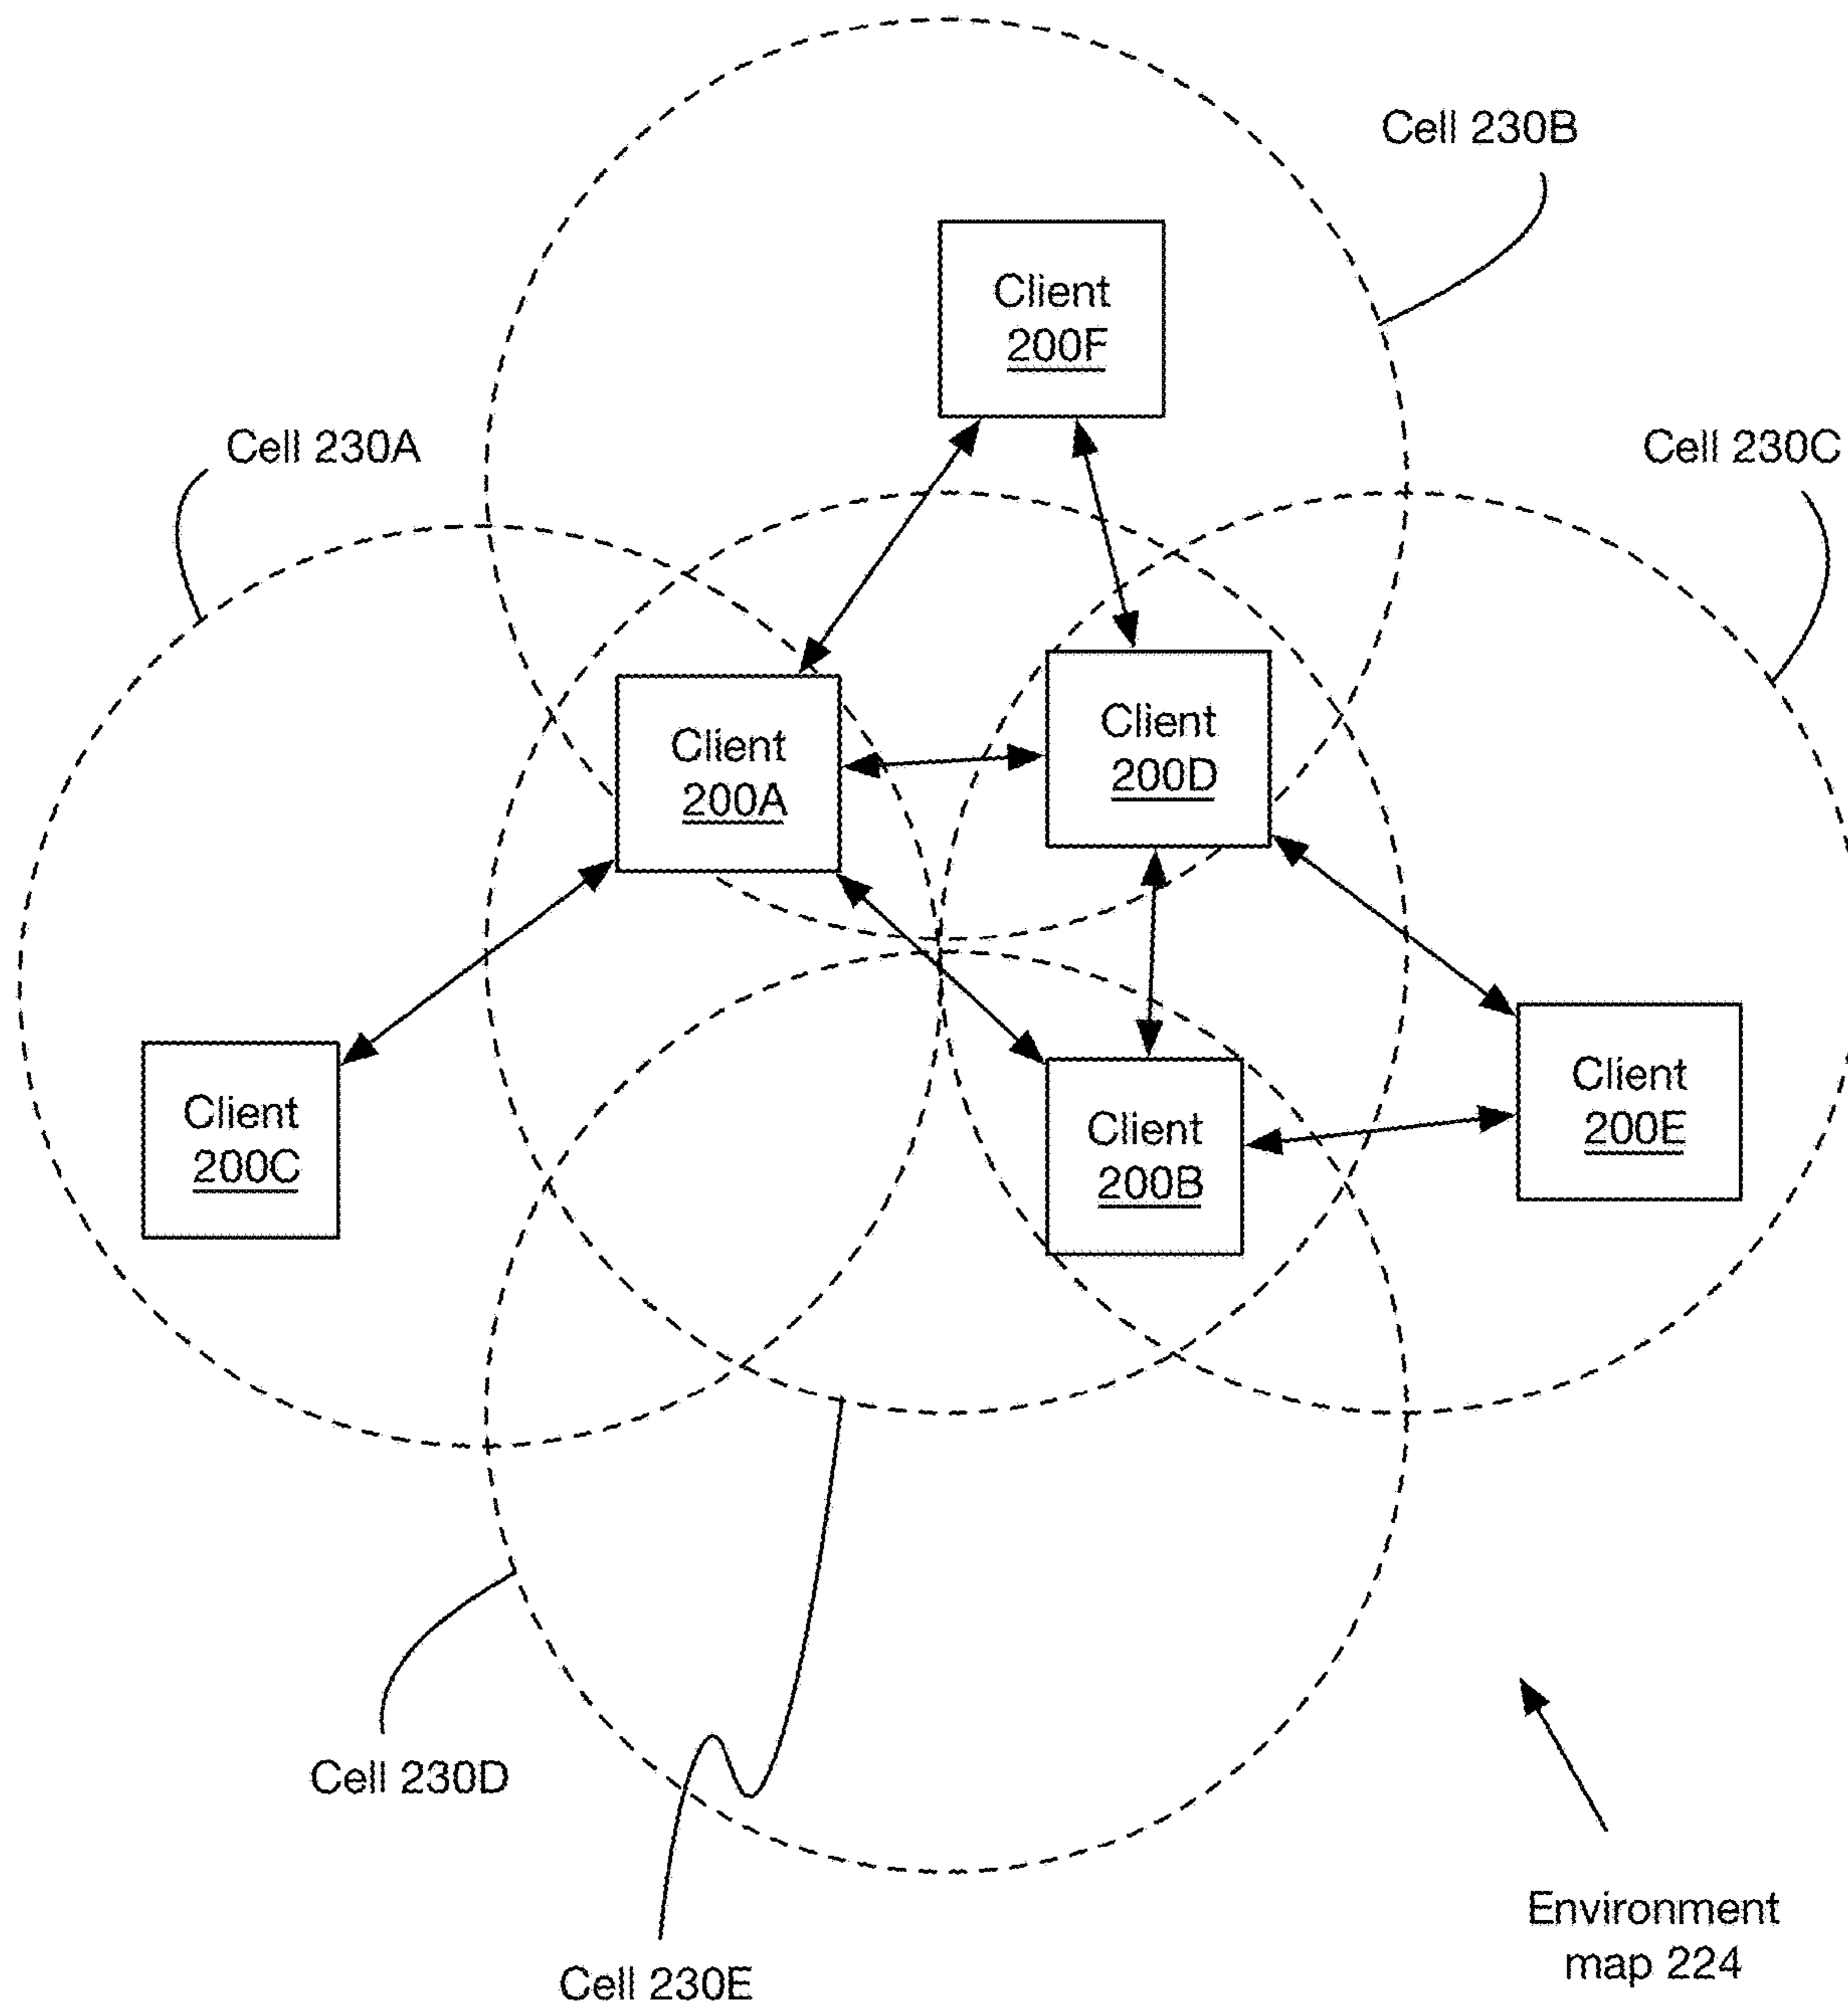 Cell 230B
Client
200F
Cell 230A
Cell 230C
Client
200D
Client
200A
Client
200E
Client
200C
Client
200B
Cell 230D
Environment
map 224
Cell 230E